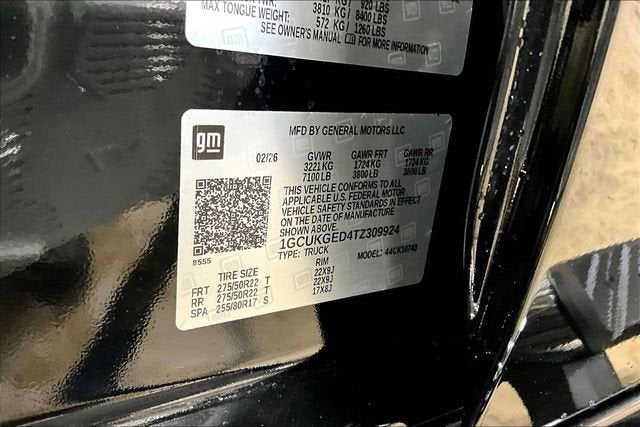 920 LBS
MAX TONGUE WEIGHT: 3810 KG / 8400 LBS
572 KG / 1260 LBS
SEE OWNER'S MANUAL FOR MORE INFORMATION
gm
MFD BY GENERAL MOTORS LLC
02/26 GVWR GAWR FRT GAWR RR
3221 KG 1724 KG 1724 KG
7100 LB 3800 LB 3800 LB
THIS VEHICLE CONFORMS TO ALL
APPLICABLE U.S. FEDERAL MOTOR
VEHICLE SAFETY STANDARDS IN EFFECT
ON THE DATE OF MANUFACTURE
SHOWN ABOVE.
1GCUKGED4TZ309924
TYPE: TRUCK MODEL: 44CK10743
8555
TIRE SIZE RIM
FRT 275/50R22 T 22X9J
RR 275/50R22 T 22X9J
SPA 255/80R17 S 17X8J